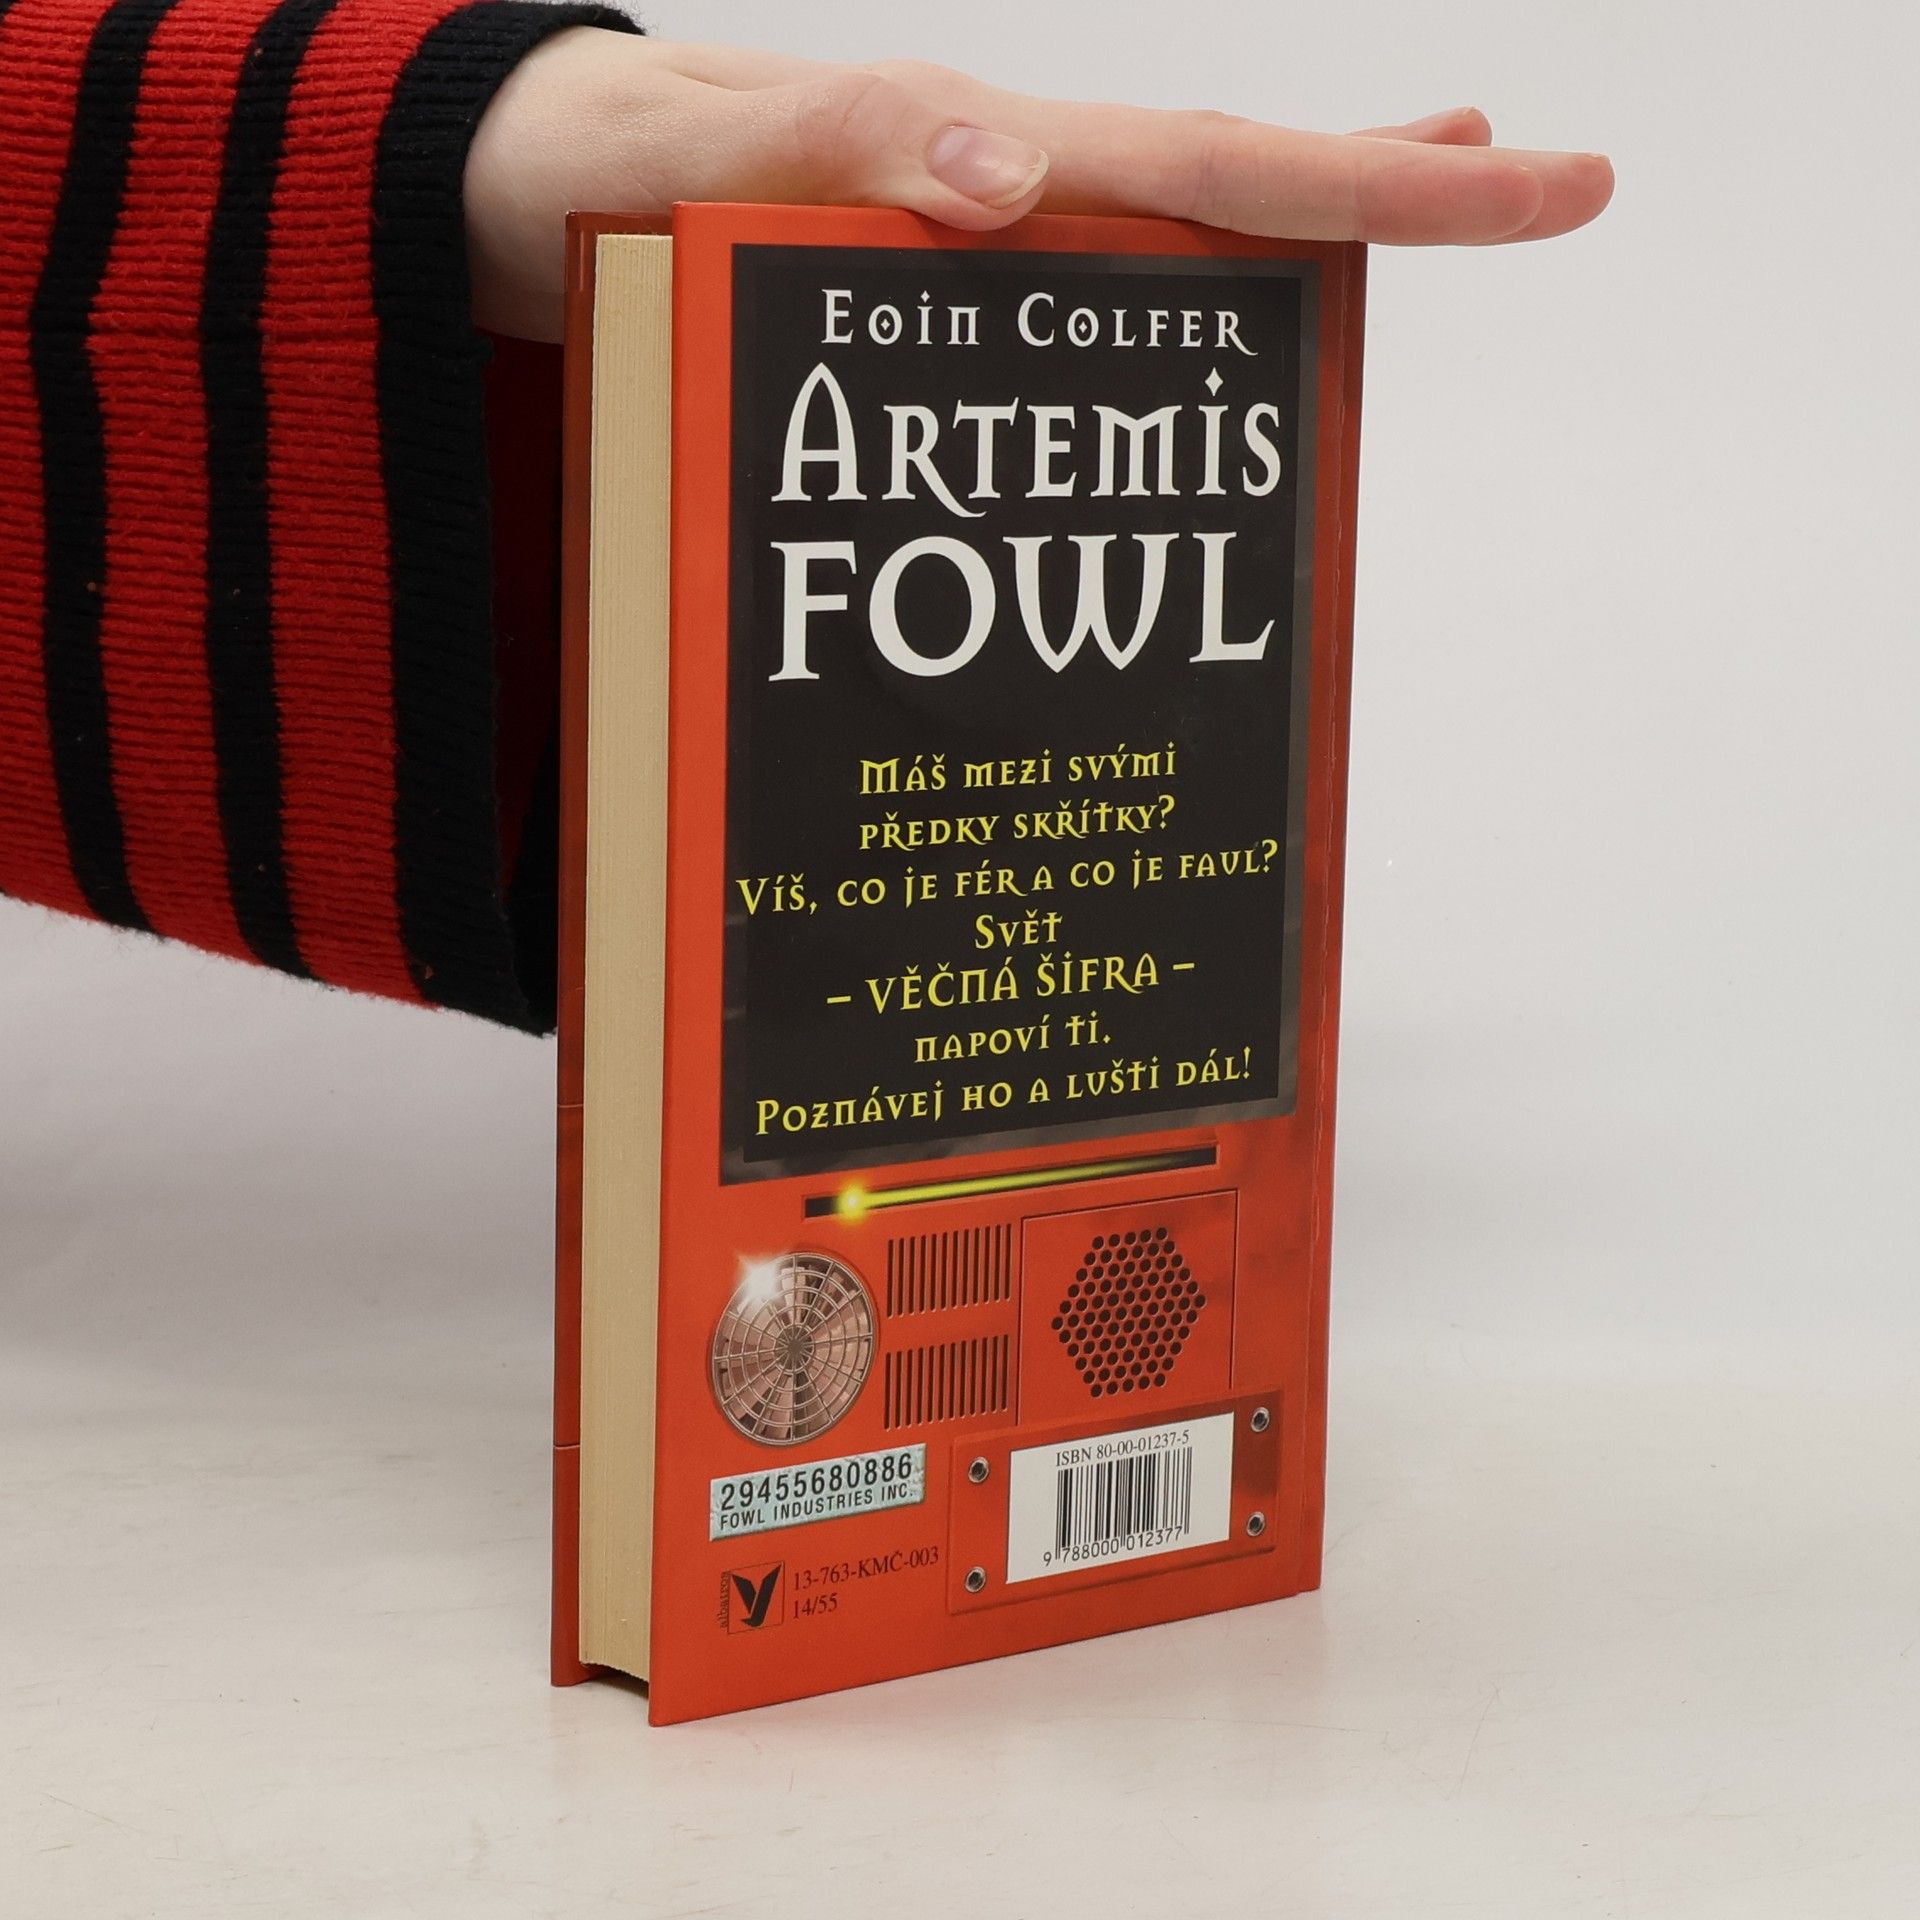 Eoin Colfer
Artemis
FOWL
Máš mezi svými
předky skřítky?
Víš, co je fér a co je faul?
Svět
– VĚČNÁ ŠIFRA –
napoví ti.
Poznávej ho a lušti dál!
ISBN 80-00-01237-5
9 788000 012377
29455680886
FOWL INDUSTRIES INC.
albatros
13-763-KMČ-003
14/55